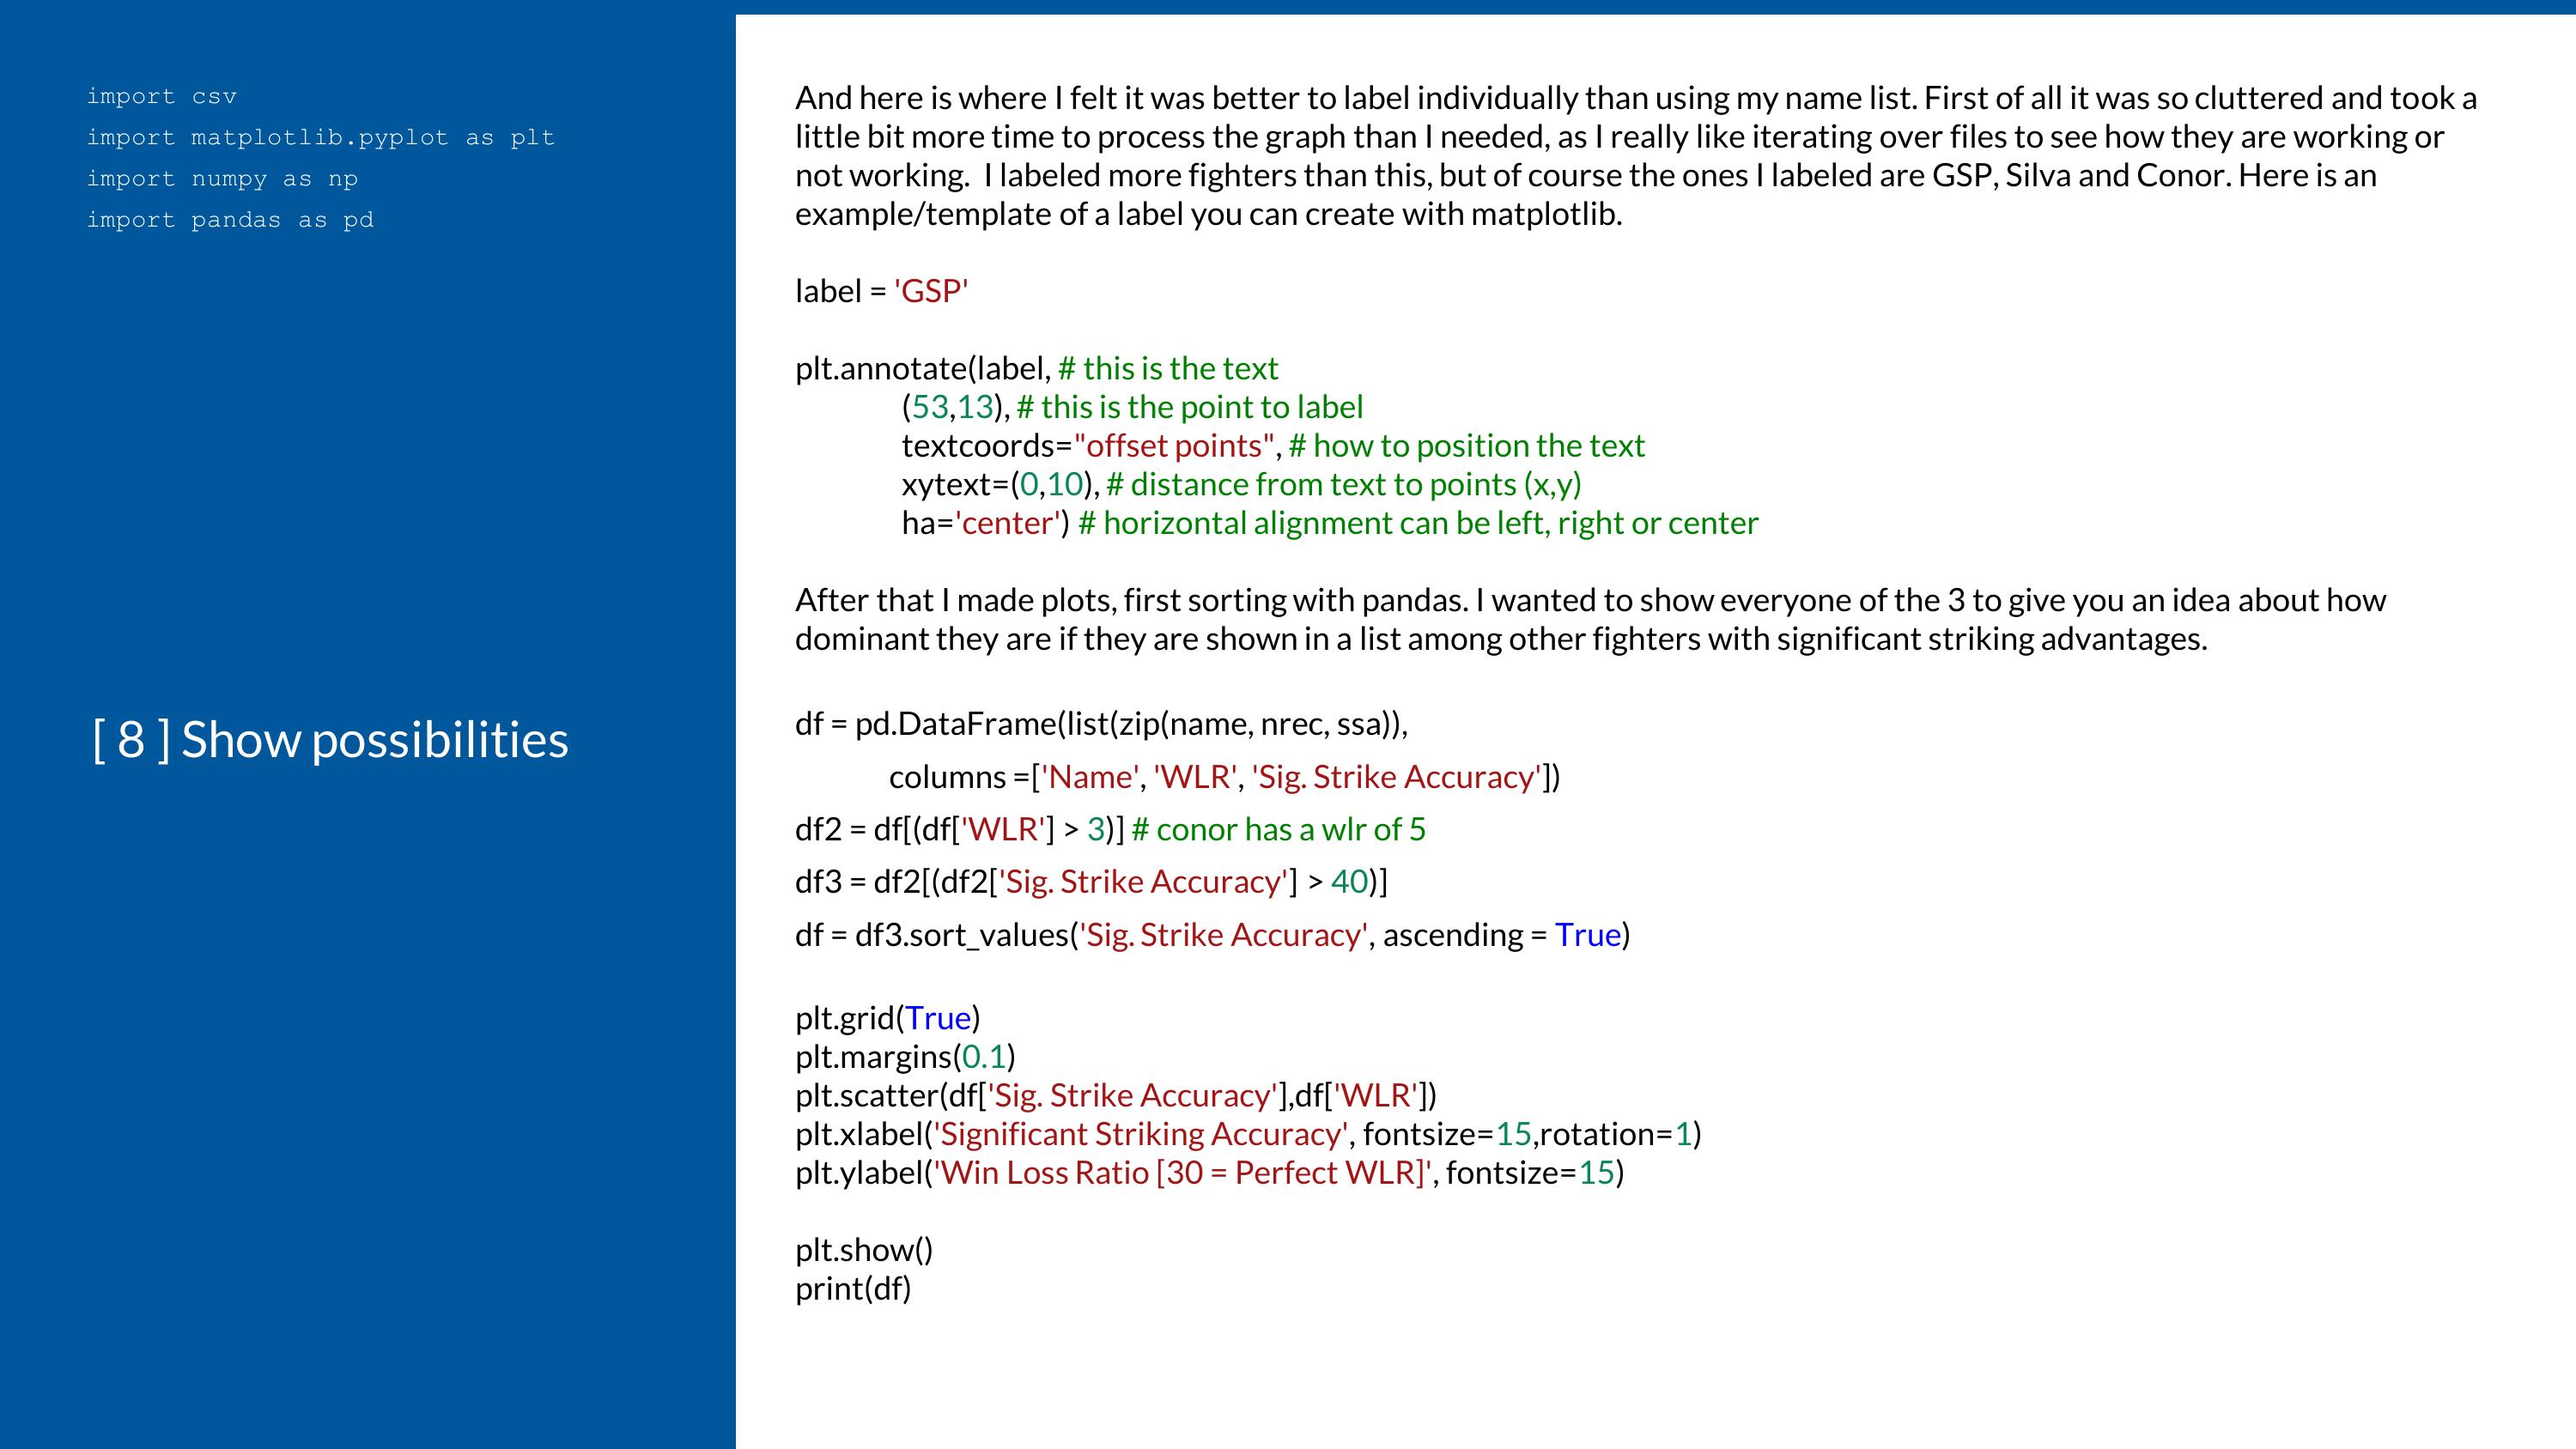 import csv
import matplotlib.pyplot as plt
import numpy as np
import pandas as pd
[ 8 ] Show possibilities
And here is where I felt it was better to label individually than using my name list. First of all it was so cluttered and took a
little bit more time to process the graph than I needed, as I really like iterating over files to see how they are working or
not working.  I labeled more fighters than this, but of course the ones I labeled are GSP, Silva and Conor. Here is an
example/template of a label you can create with matplotlib.
label = 'GSP'
plt.annotate(label, # this is the text
(53,13), # this is the point to label
textcoords="offset points", # how to position the text
xytext=(0,10), # distance from text to points (x,y)
ha='center') # horizontal alignment can be left, right or center
After that I made plots, first sorting with pandas. I wanted to show everyone of the 3 to give you an idea about how
dominant they are if they are shown in a list among other fighters with significant striking advantages.
df = pd.DataFrame(list(zip(name, nrec, ssa)),
columns =['Name', 'WLR', 'Sig. Strike Accuracy'])
df2 = df[(df['WLR'] > 3)] # conor has a wlr of 5
df3 = df2[(df2['Sig. Strike Accuracy'] > 40)]
df = df3.sort_values('Sig. Strike Accuracy', ascending = True)
plt.grid(True)
plt.margins(0.1)
plt.scatter(df['Sig. Strike Accuracy'],df['WLR'])
plt.xlabel('Significant Striking Accuracy', fontsize=15,rotation=1)
plt.ylabel('Win Loss Ratio [30 = Perfect WLR]', fontsize=15)
plt.show()
print(df)